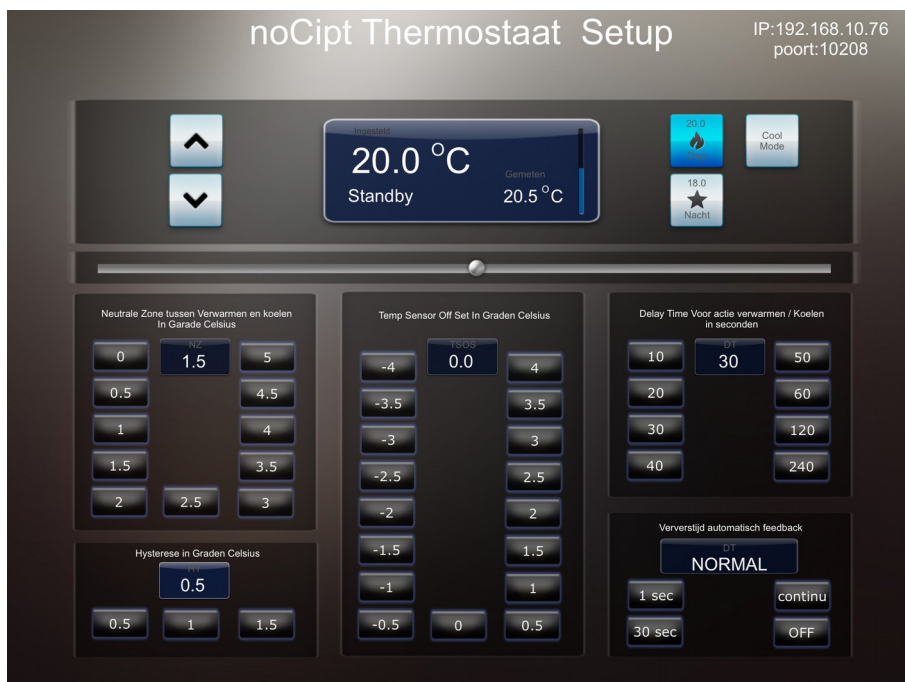 noCipt Thermostaat Setup
IP:192.168.10.76
poort:10208
Ingesteld
20.0 °C
Standby
Gemeten
20.5 °C
20.0
Cool
Mode
18.0
Nacht
Neutrale Zone tussen Verwarmen en koelen
In Garade Celsius
NZ
1.5
0
5
0.5
4.5
1
4
1.5
3.5
2
2.5
3
Hysterese in Graden Celsius
HY
0.5
0.5
1
1.5
Temp Sensor Off Set In Graden Celsius
TSOS
0.0
-4
4
-3.5
3.5
-3
3
-2.5
2.5
-2
2
-1.5
1.5
-1
1
-0.5
0
0.5
Delay Time Voor actie verwarmen / Koelen
in seconden
DT
30
10
50
20
60
30
120
40
240
Ververstijd automatisch feedback
DT
NORMAL
1 sec
continu
30 sec
OFF